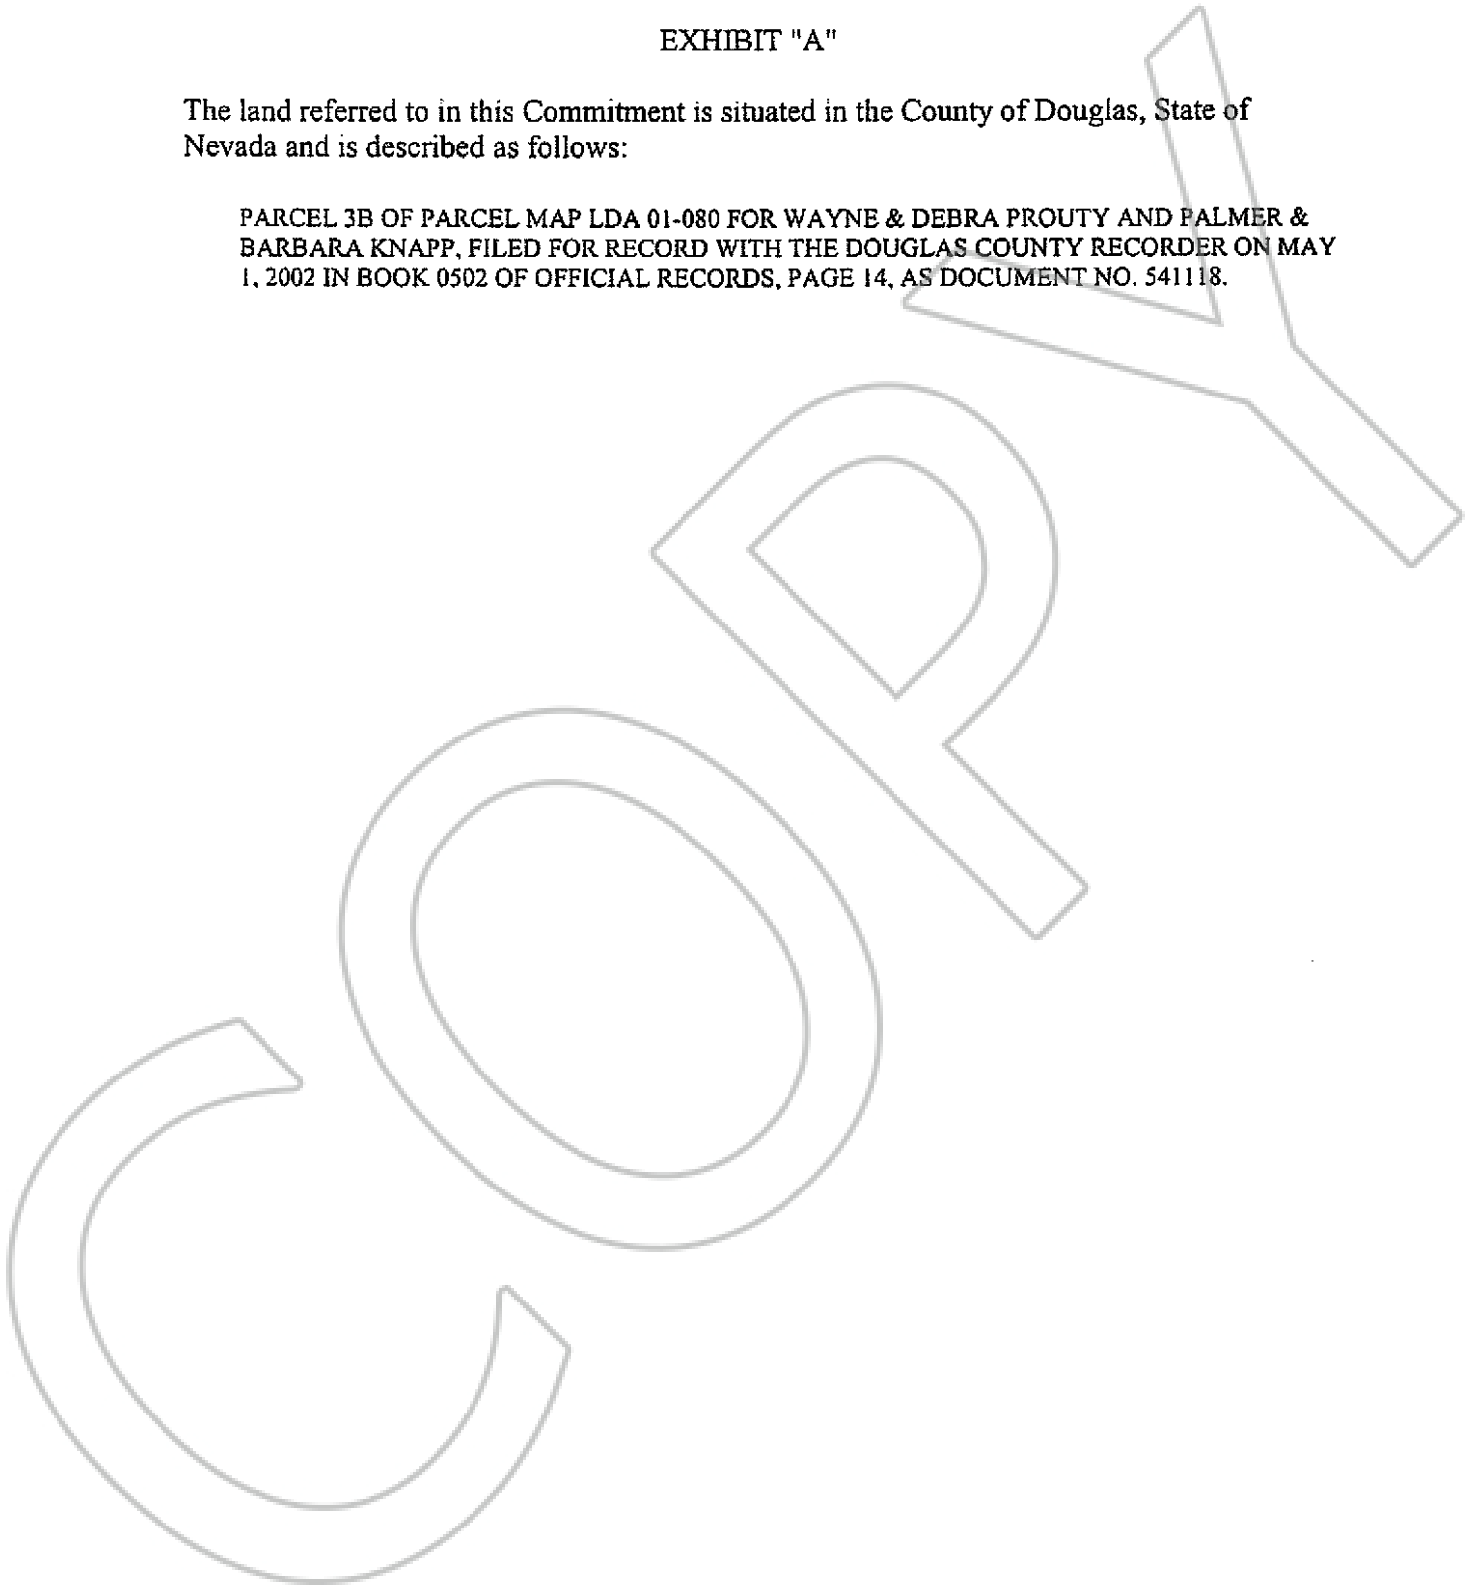 EXHIBIT "A"
The land referred to in this Commitment is situated in the County of Douglas, State of
Nevada and is described as follows:
PARCEL 3B OF PARCEL MAP LDA 01-080 FOR WAYNE & DEBRA PROUTY AND PALMER &
BARBARA KNAPP, FILED FOR RECORD WITH THE DOUGLAS COUNTY RECORDER ON MAY
1, 2002 IN BOOK 0502 OF OFFICIAL RECORDS, PAGE 14, AS DOCUMENT NO. 541118.
COPY